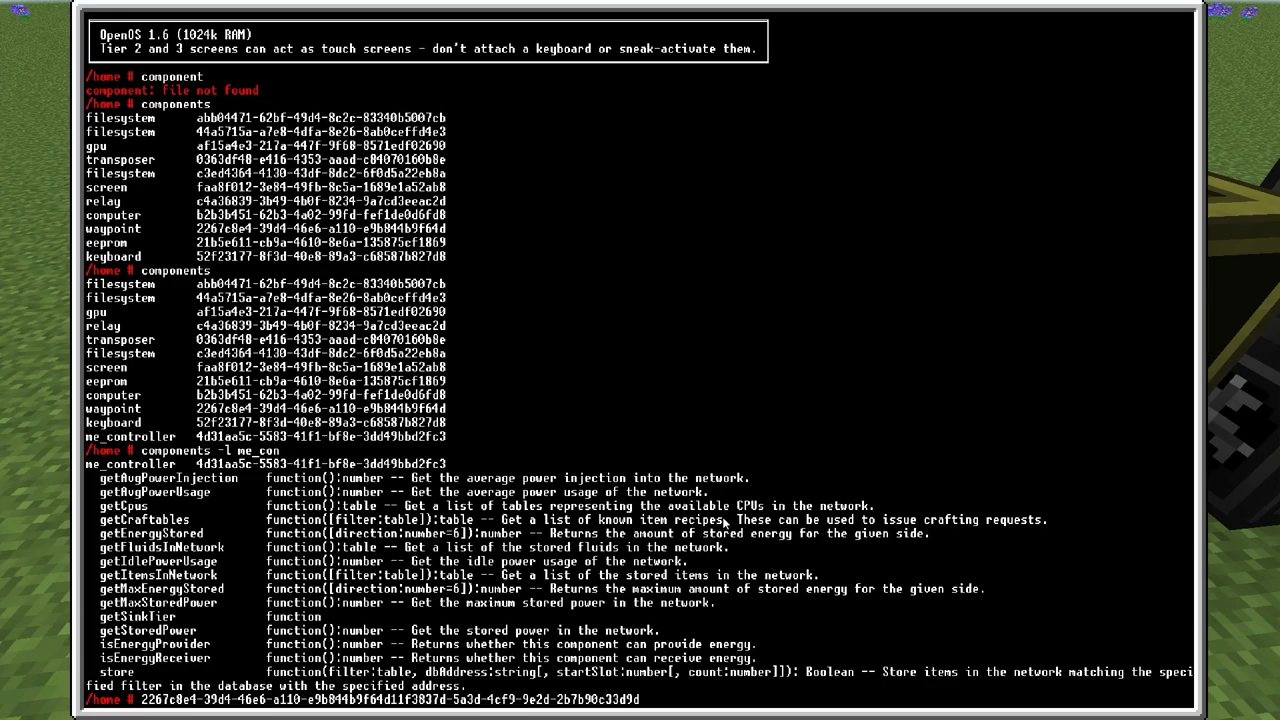 OpenOS 1.6 (1024k RAM)
Tier 2 and 3 screens can act as touch screens - don't attach a keyboard or sneak-activate them.
/home # component
component: file not found
/home # components
filesystem abb04471-62bf-49d4-8c2c-83340b5007cb
filesystem 44a5715a-a7e8-4dfa-8e26-8ab0ceffd4e3
gpu af15a4e3-217a-447f-9f68-8571edf02690
transposer 0363df48-e416-4353-aaad-c04070160b8e
filesystem c3ed4364-4130-43df-8dc2-6f0d5a22eb8a
screen faa8f012-3e84-49fb-8c5a-1689e1a52ab8
relay c4a36839-3b49-4b0f-8234-9a7cd3eeac2d
computer b2b3b451-62b3-4a02-99fd-fef1de0d6fd8
waypoint 2267c8e4-39d4-46e6-a110-e9b844b9f64d
eeprom 21b5e611-cb9a-4610-8e6a-135875cf1869
keyboard 52f23177-8f3d-40e8-89a3-c68587b827d8
/home # components
filesystem abb04471-62bf-49d4-8c2c-83340b5007cb
filesystem 44a5715a-a7e8-4dfa-8e26-8ab0ceffd4e3
gpu af15a4e3-217a-447f-9f68-8571edf02690
relay c4a36839-3b49-4b0f-8234-9a7cd3eeac2d
transposer 0363df48-e416-4353-aaad-c04070160b8e
filesystem c3ed4364-4130-43df-8dc2-6f0d5a22eb8a
screen faa8f012-3e84-49fb-8c5a-1689e1a52ab8
eeprom 21b5e611-cb9a-4610-8e6a-135875cf1869
computer b2b3b451-62b3-4a02-99fd-fef1de0d6fd8
waypoint 2267c8e4-39d4-46e6-a110-e9b844b9f64d
keyboard 52f23177-8f3d-40e8-89a3-c68587b827d8
me_controller 4d31aa5c-5583-41f1-bf8e-3dd49bbd2fc3
/home # components -l me_con
me_controller 4d31aa5c-5583-41f1-bf8e-3dd49bbd2fc3
getAvgPowerInjection function():number -- Get the average power injection into the network.
getAvgPowerUsage function():number -- Get the average power usage of the network.
getCpus function():table -- Get a list of tables representing the available CPUs in the network.
getCraftables function([filter:table]):table -- Get a list of known item recipes. These can be used to issue crafting requests.
getEnergyStored function([direction:number=6]):number -- Returns the amount of stored energy for the given side.
getFluidsInNetwork function():table -- Get a list of the stored fluids in the network.
getIdlePowerUsage function():number -- Get the idle power usage of the network.
getItemsInNetwork function([filter:table]):table -- Get a list of the stored items in the network.
getMaxEnergyStored function([direction:number=6]):number -- Returns the maximum amount of stored energy for the given side.
getMaxStoredPower function():number -- Get the maximum stored power in the network.
getSinkTier function
getStoredPower function():number -- Get the stored power in the network.
isEnergyProvider function():number -- Returns whether this component can provide energy.
isEnergyReceiver function():number -- Returns whether this component can receive energy.
store function(filter:table, dbAddress:string[, startSlot:number[, count:number]]): Boolean -- Store items in the network matching the speci
fied filter in the database with the specified address.
/home # 2267c8e4-39d4-46e6-a110-e9b844b9f64d11f3837d-5a3d-4cf9-9e2d-2b7b90c33d9d